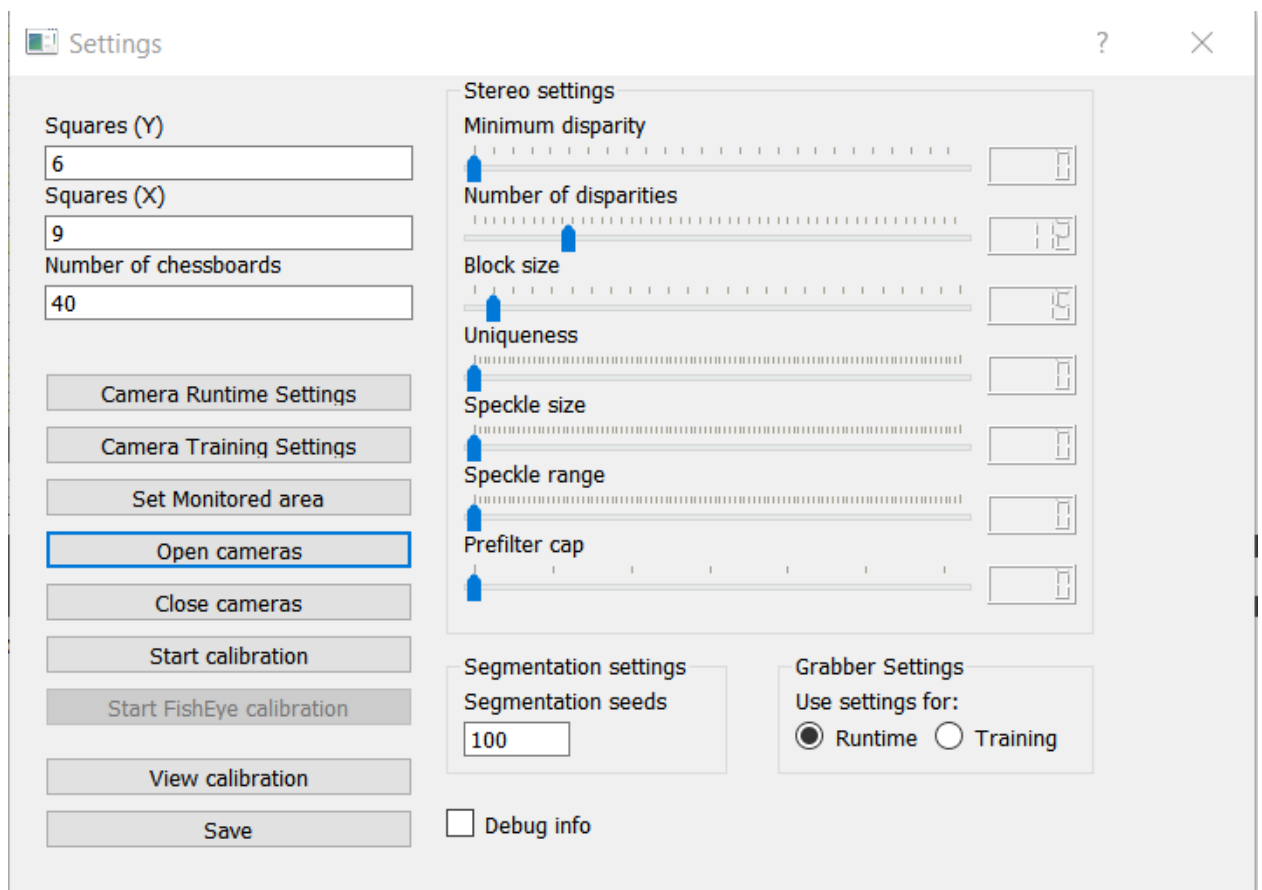 Settings
Squares (Y)
6
Squares (X)
9
Number of chessboards
40
Camera Runtime Settings
Camera Training Settings
Set Monitored area
Open cameras
Close cameras
Start calibration
Start FishEye calibration
View calibration
Save
Stereo settings
Minimum disparity
0
Number of disparities
112
Block size
15
Uniqueness
0
Speckle size
0
Speckle range
0
Prefilter cap
0
Segmentation settings
Segmentation seeds
100
Grabber Settings
Use settings for:
Runtime Training
Debug info